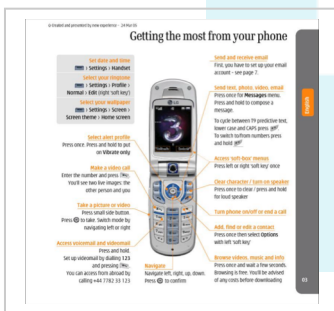 created and presented by new experience - 24 Mar 05
Getting the most from your phone
Set date and time
> Settings > Handset
Select your ringtone
> Settings > Profile >
Normal > Edit (right soft key)
Select your wallpaper
> Settings > Screen >
Screen theme > Home screen
Select alert profile
Press once. Press and hold to put
on Vibrate only
Make a video call
Enter the number and press
You'll see two live images: the
other person and you
Take a picture or video
Press small side button.
Press to take. Switch mode by
navigating left or right
Access voicemail and videomail
Press and hold.
Set up videomail by dialling 123
and pressing
You can access from abroad by
calling +44 7782 33 123
Navigate
Navigate left, right, up, down.
Press to confirm
Send and receive email
First, you have to set up your email
account – see page 7.
Send text, photo, video, email
Press once for Messages menu.
Press and hold to compose a
message.
To cycle between T9 predictive text,
lower case and CAPS press
To switch to/from numbers press
and hold
Access 'soft-key' menus
Press left or right 'soft key' once
Clear character / turn on speaker
Press once to clear / press and hold
for loud speaker
Turn phone on/off or end a call
Add, find or edit a contact
Press once then select Options
with left 'soft key'
Browse videos, music and info
Press once and wait a few seconds.
Browsing is free. You'll be advised
of any costs before downloading
English
03